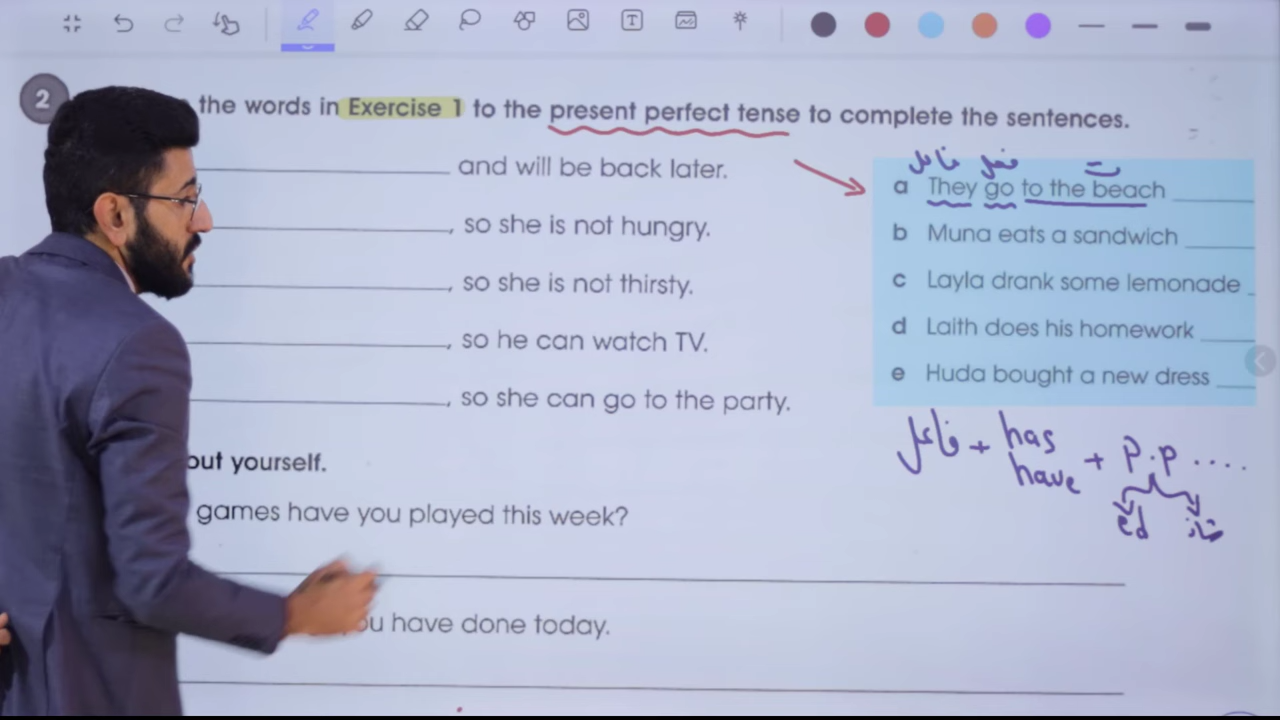 2 the words in Exercise 1 to the present perfect tense to complete the sentences.
and will be back later.
, so she is not hungry.
, so she is not thirsty.
, so he can watch TV.
, so she can go to the party.
فاعل فعل ت
a They go to the beach
b Muna eats a sandwich
c Layla drank some lemonade
d Laith does his homework
e Huda bought a new dress
فاعل + has have + p.p ....
ed شاذ
out yourself.
games have you played this week?
ou have done today.